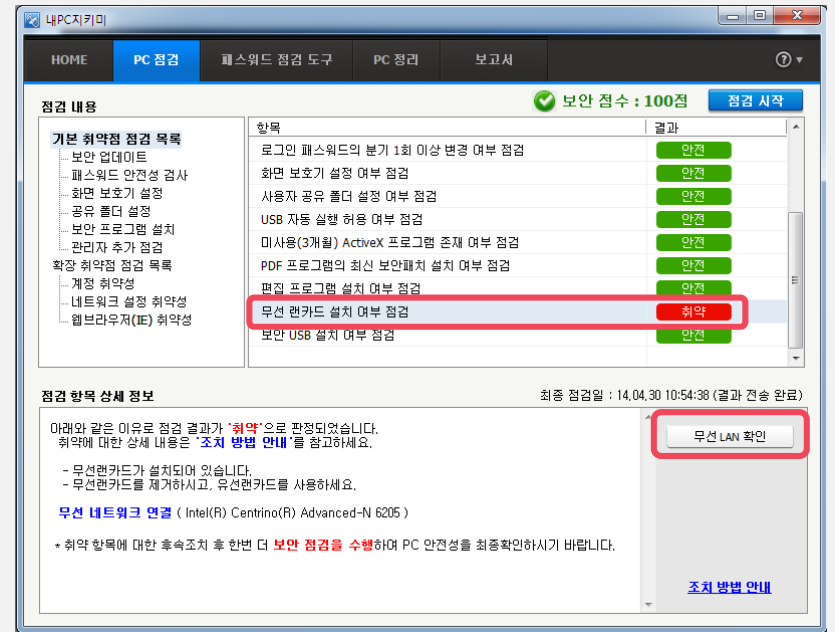 내PC지키미
HOME PC 점검 패스워드 점검 도구 PC 정리 보고서
점검 내용
보안 점수 : 100점 점검 시작
기본 취약점 점검 목록
보안 업데이트
패스워드 안전성 검사
화면 보호기 설정
공유 폴더 설정
보안 프로그램 설치
관리자 추가 점검
확장 취약점 점검 목록
계정 취약성
네트워크 설정 취약성
웹브라우저(IE) 취약성
항목 결과
로그인 패스워드의 분기 1회 이상 변경 여부 점검 안전
화면 보호기 설정 여부 점검 안전
사용자 공유 폴더 설정 여부 점검 안전
USB 자동 실행 허용 여부 점검 안전
미사용(3개월) ActiveX 프로그램 존재 여부 점검 안전
PDF 프로그램의 최신 보안패치 설치 여부 점검 안전
편집 프로그램 설치 여부 점검 안전
무선 랜카드 설치 여부 점검 취약
보안 USB 설치 여부 점검 안전
점검 항목 상세 정보
최종 점검일 : 14,04,30 10:54:38 (결과 전송 완료)
아래와 같은 이유로 점검 결과가 '취약'으로 판정되었습니다.
취약에 대한 상세 내용은 '조치 방법 안내'를 참고하세요.
- 무선랜카드가 설치되어 있습니다.
- 무선랜카드를 제거하시고, 유선랜카드를 사용하세요.
무선 네트워크 연결 ( Intel(R) Centrino(R) Advanced-N 6205 )
* 취약 항목에 대한 후속조치 후 한번 더 보안 점검을 수행하여 PC 안전성을 최종확인하시기 바랍니다.
무선 LAN 확인
조치 방법 안내